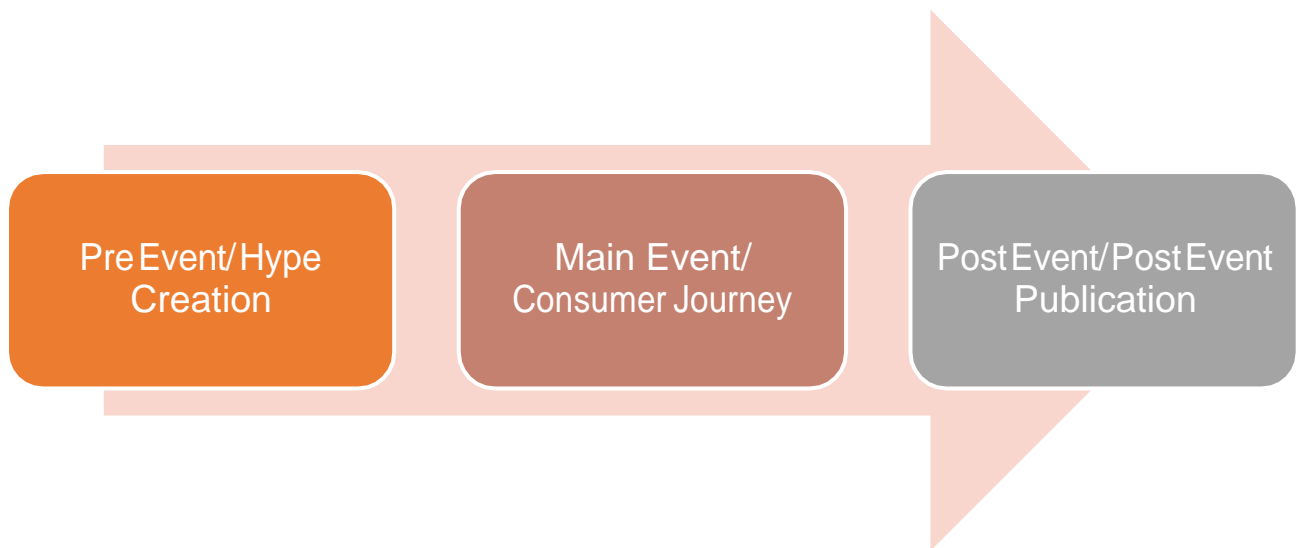 Pre Event/Hype
Creation
Main Event/
Consumer Journey
Post Event/Post Event
Publication